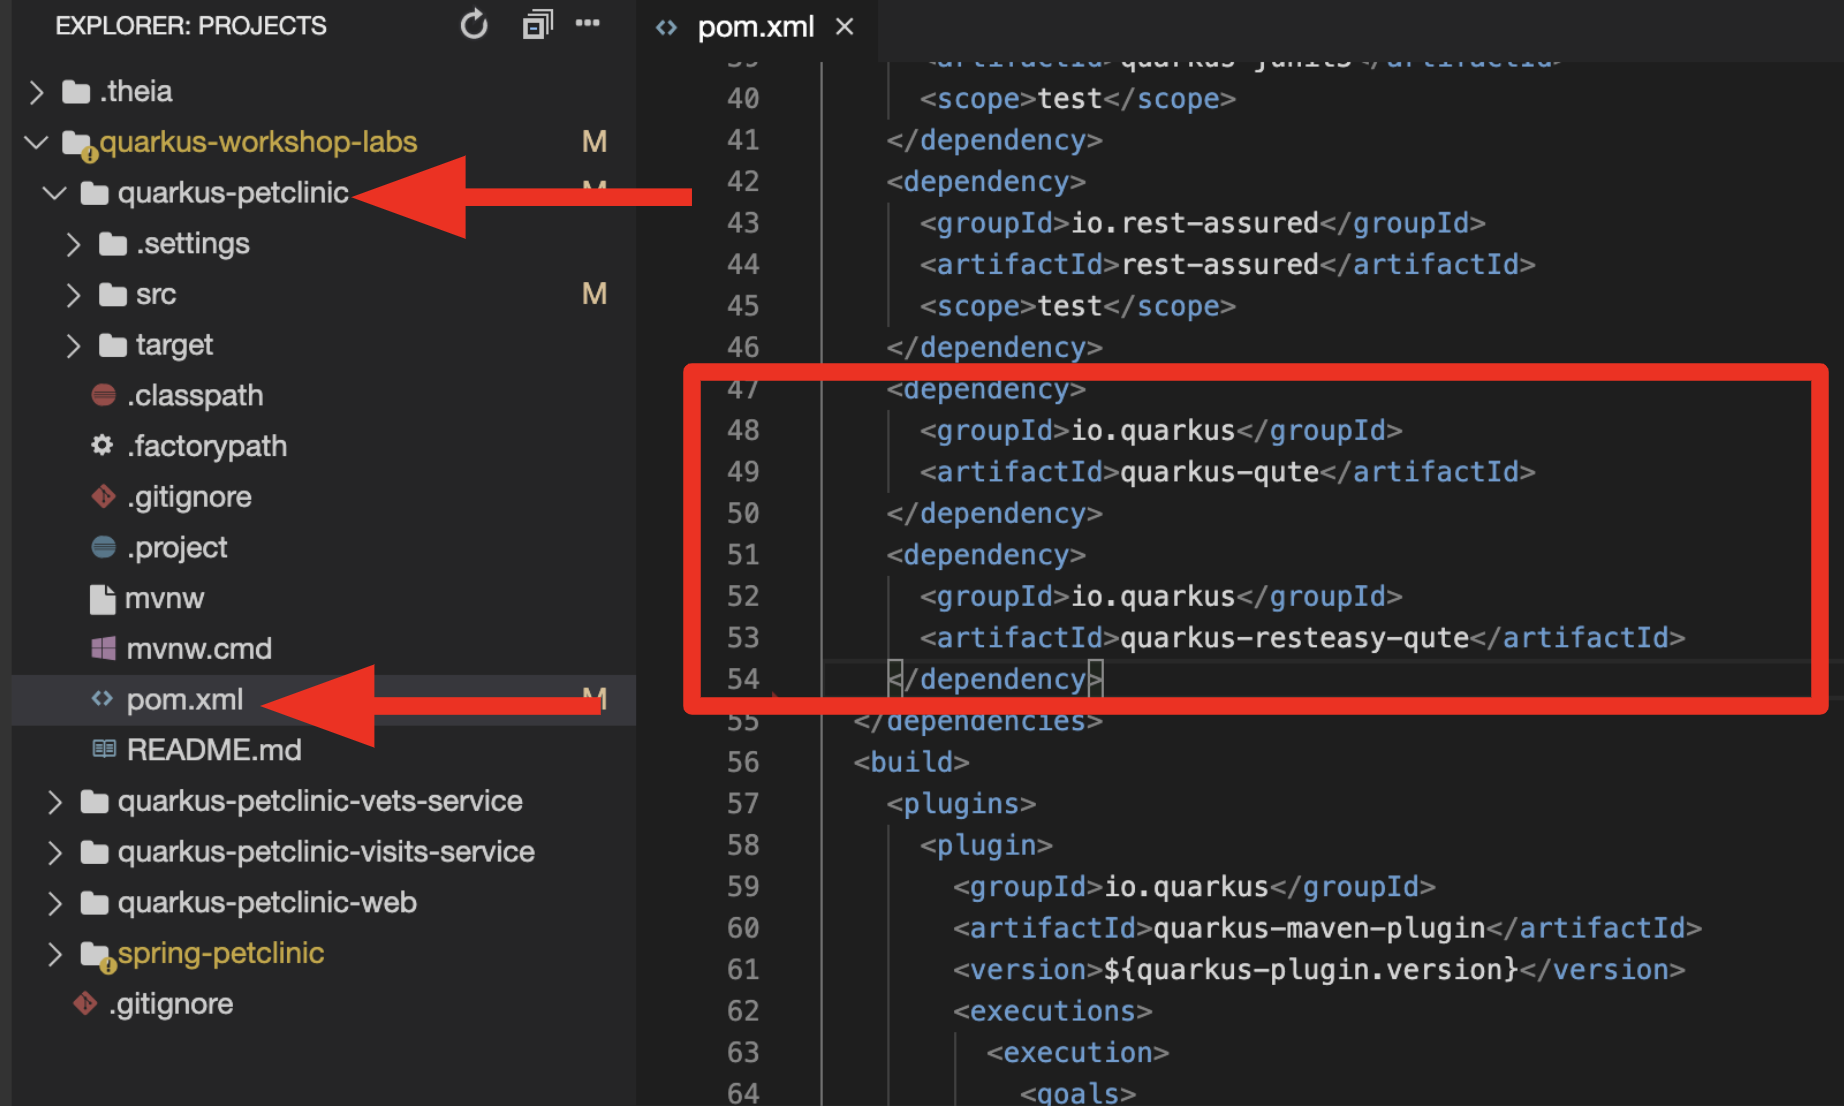 EXPLORER: PROJECTS
.theia
quarkus-workshop-labs M
quarkus-petclinic M
.settings
src M
target
.classpath
.factorypath
.gitignore
.project
mvnw
mvnw.cmd
pom.xml M
README.md
quarkus-petclinic-vets-service
quarkus-petclinic-visits-service
quarkus-petclinic-web
spring-petclinic
.gitignore
pom.xml
39 <artifactId>quarkus-junit5</artifactId>
40 <scope>test</scope>
41 </dependency>
42 <dependency>
43 <groupId>io.rest-assured</groupId>
44 <artifactId>rest-assured</artifactId>
45 <scope>test</scope>
46 </dependency>
47 <dependency>
48 <groupId>io.quarkus</groupId>
49 <artifactId>quarkus-qute</artifactId>
50 </dependency>
51 <dependency>
52 <groupId>io.quarkus</groupId>
53 <artifactId>quarkus-resteasy-qute</artifactId>
54 </dependency>
55 </dependencies>
56 <build>
57 <plugins>
58 <plugin>
59 <groupId>io.quarkus</groupId>
60 <artifactId>quarkus-maven-plugin</artifactId>
61 <version>${quarkus-plugin.version}</version>
62 <executions>
63 <execution>
64 <goals>